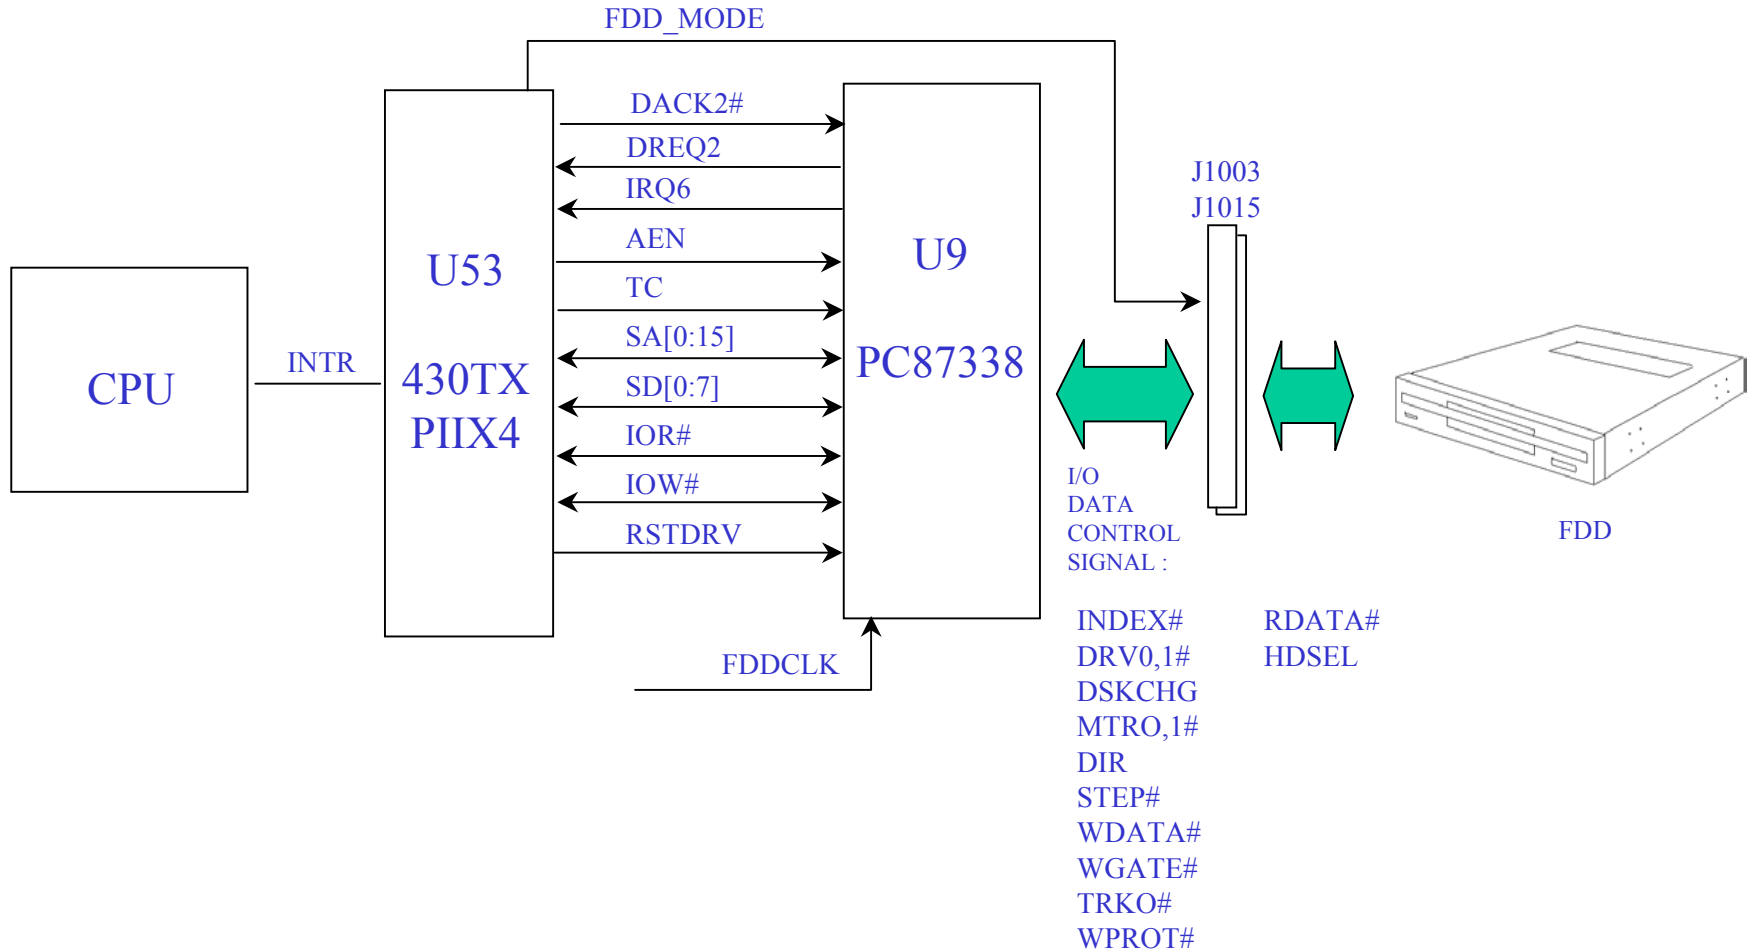 FDD_MODE
DACK2#
DREQ2
IRQ6
AEN
TC
SA[0:15]
SD[0:7]
IOR#
IOW#
RSTDRV
CPU
INTR
U53
430TX
PIIX4
U9
PC87338
FDDCLK
J1003
J1015
I/O
DATA
CONTROL
SIGNAL :
FDD
INDEX# RDATA#
DRV0,1# HDSEL
DSKCHG
MTRO,1#
DIR
STEP#
WDATA#
WGATE#
TRKO#
WPROT#